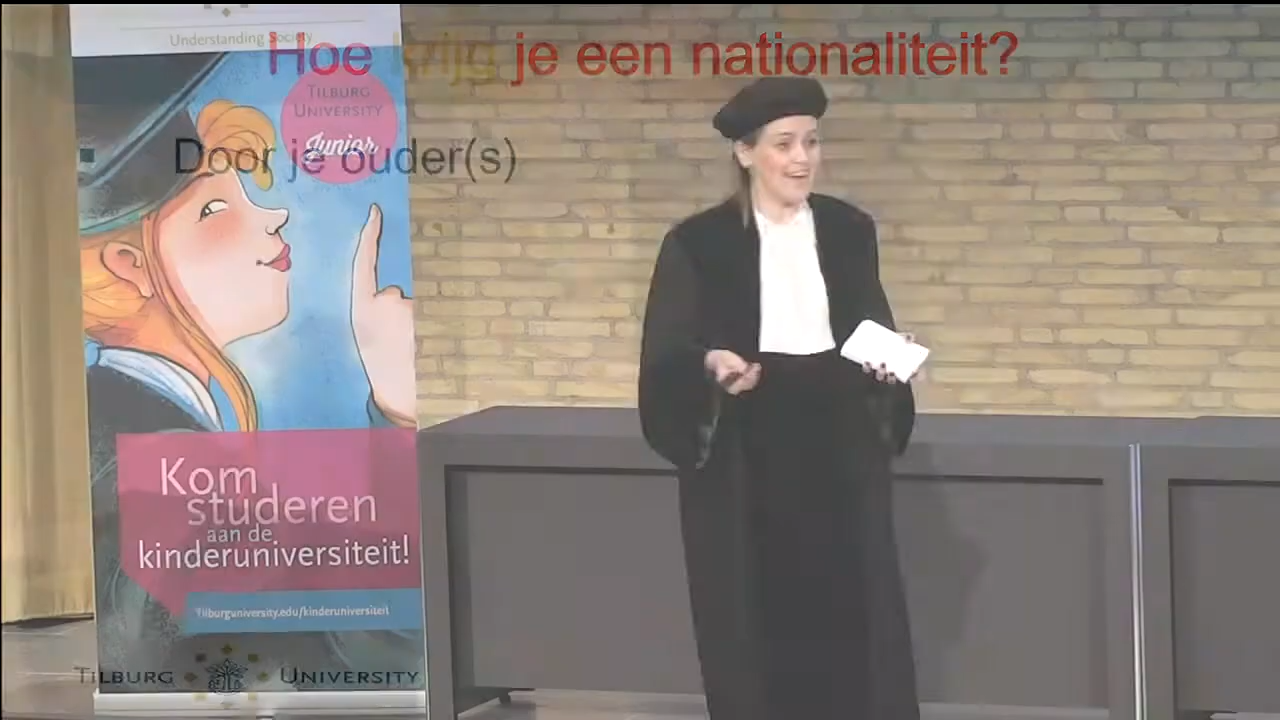 Understanding Society
Hoe krijg je een nationaliteit?
TILBURG
UNIVERSITY
Junior
Door je ouder(s)
Kom
studeren
aan de
kinderuniversiteit!
Tilburguniversity.edu/kinderuniversiteit
TILBURG UNIVERSITY